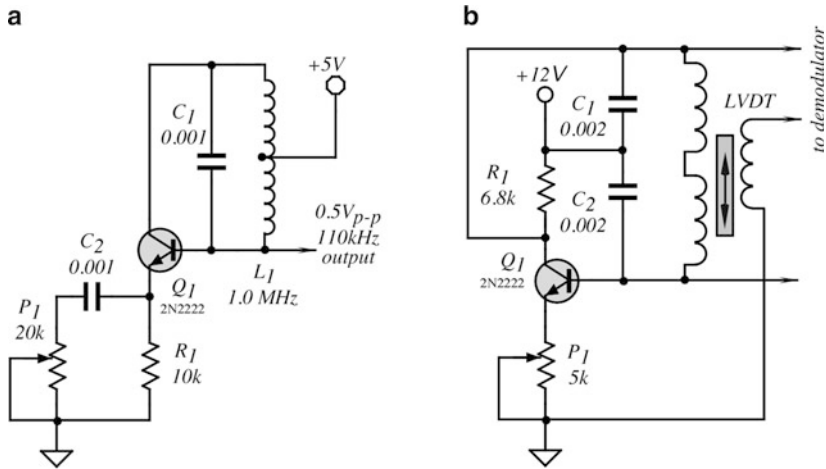 a
+5V
C1
0.001
0.5Vp-p
110kHz
output
C2
0.001
L1
1.0 MHz
Q1
2N2222
P1
20k
R1
10k
b
+12V
C1
0.002
LVDT
to demodulator
R1
6.8k
C2
0.002
Q1
2N2222
P1
5k